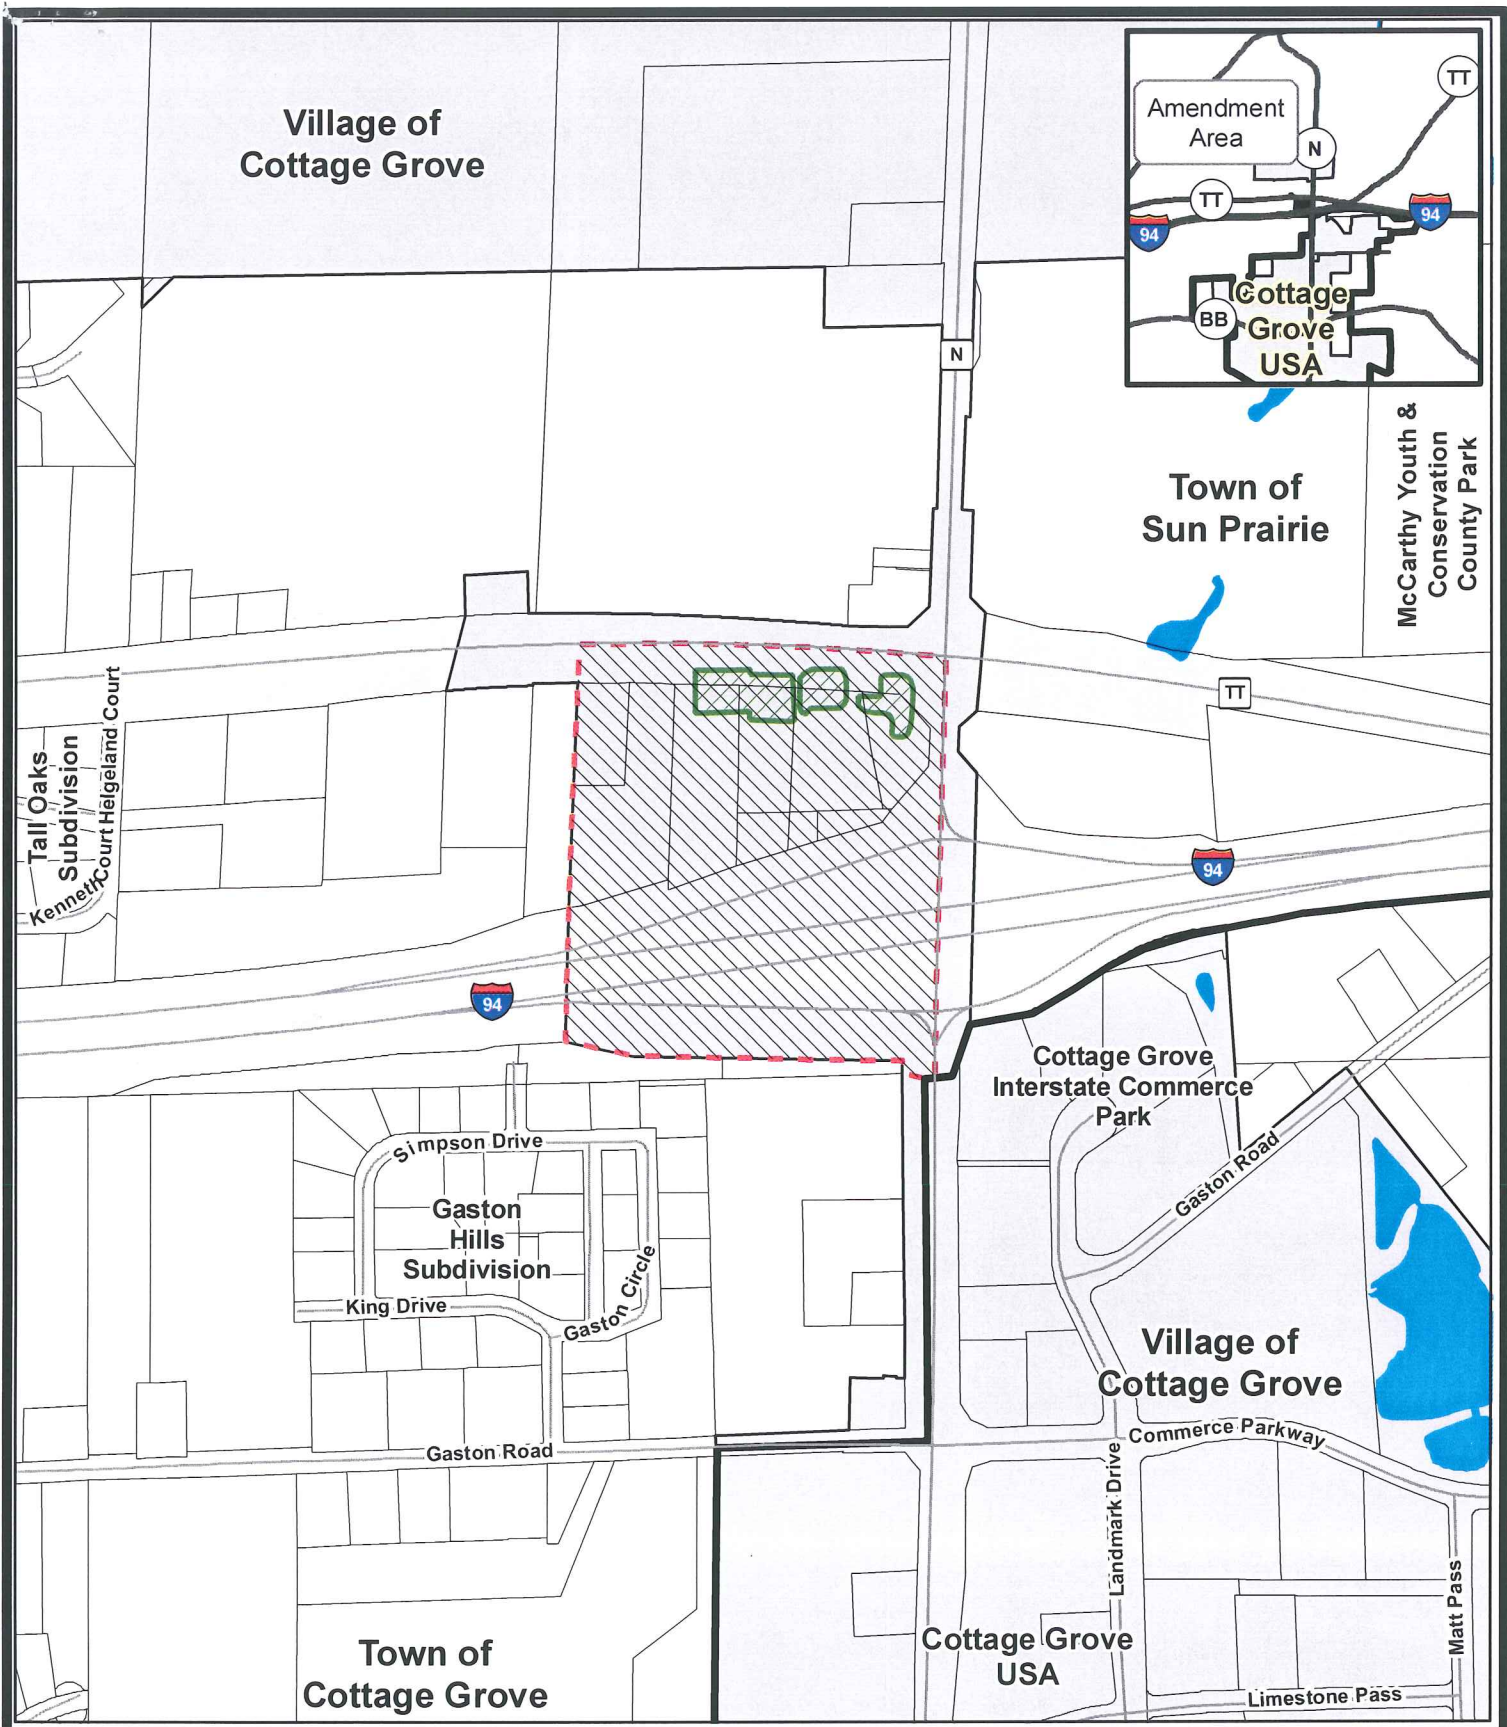 Village of
Cottage Grove
Amendment
Area
TT
N
TT
94
94
Cottage
Grove
USA
BB
N
Town of
Sun Prairie
McCarthy Youth &
Conservation
County Park
TT
Tall Oaks
Subdivision
Helgeland Court
Kenneth Court
94
94
Cottage Grove
Interstate Commerce
Park
Simpson Drive
Gaston
Hills
Subdivision
Gaston Circle
King Drive
Gaston Road
Village of
Cottage Grove
Gaston Road
Commerce Parkway
Landmark Drive
Matt Pass
Town of
Cottage Grove
Cottage Grove
USA
Limestone Pass